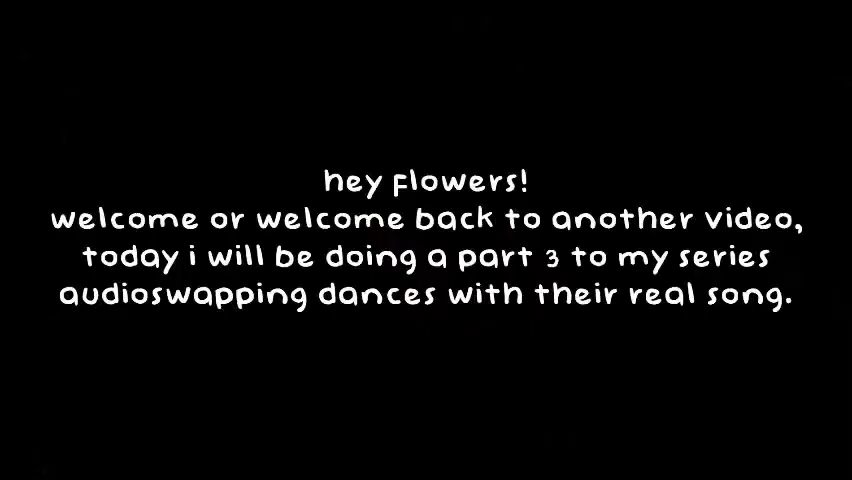 hey flowers!
welcome or welcome back to another video,
today i will be doing a part 3 to my series
audioswapping dances with their real song.